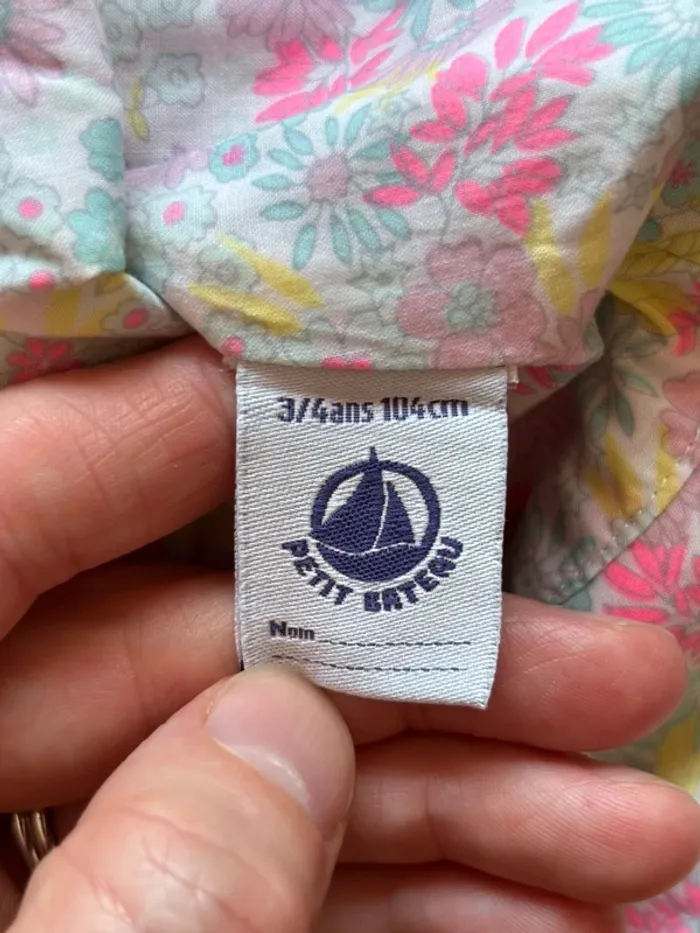 3/4ans 104cm
PETIT BATEAU
Nom